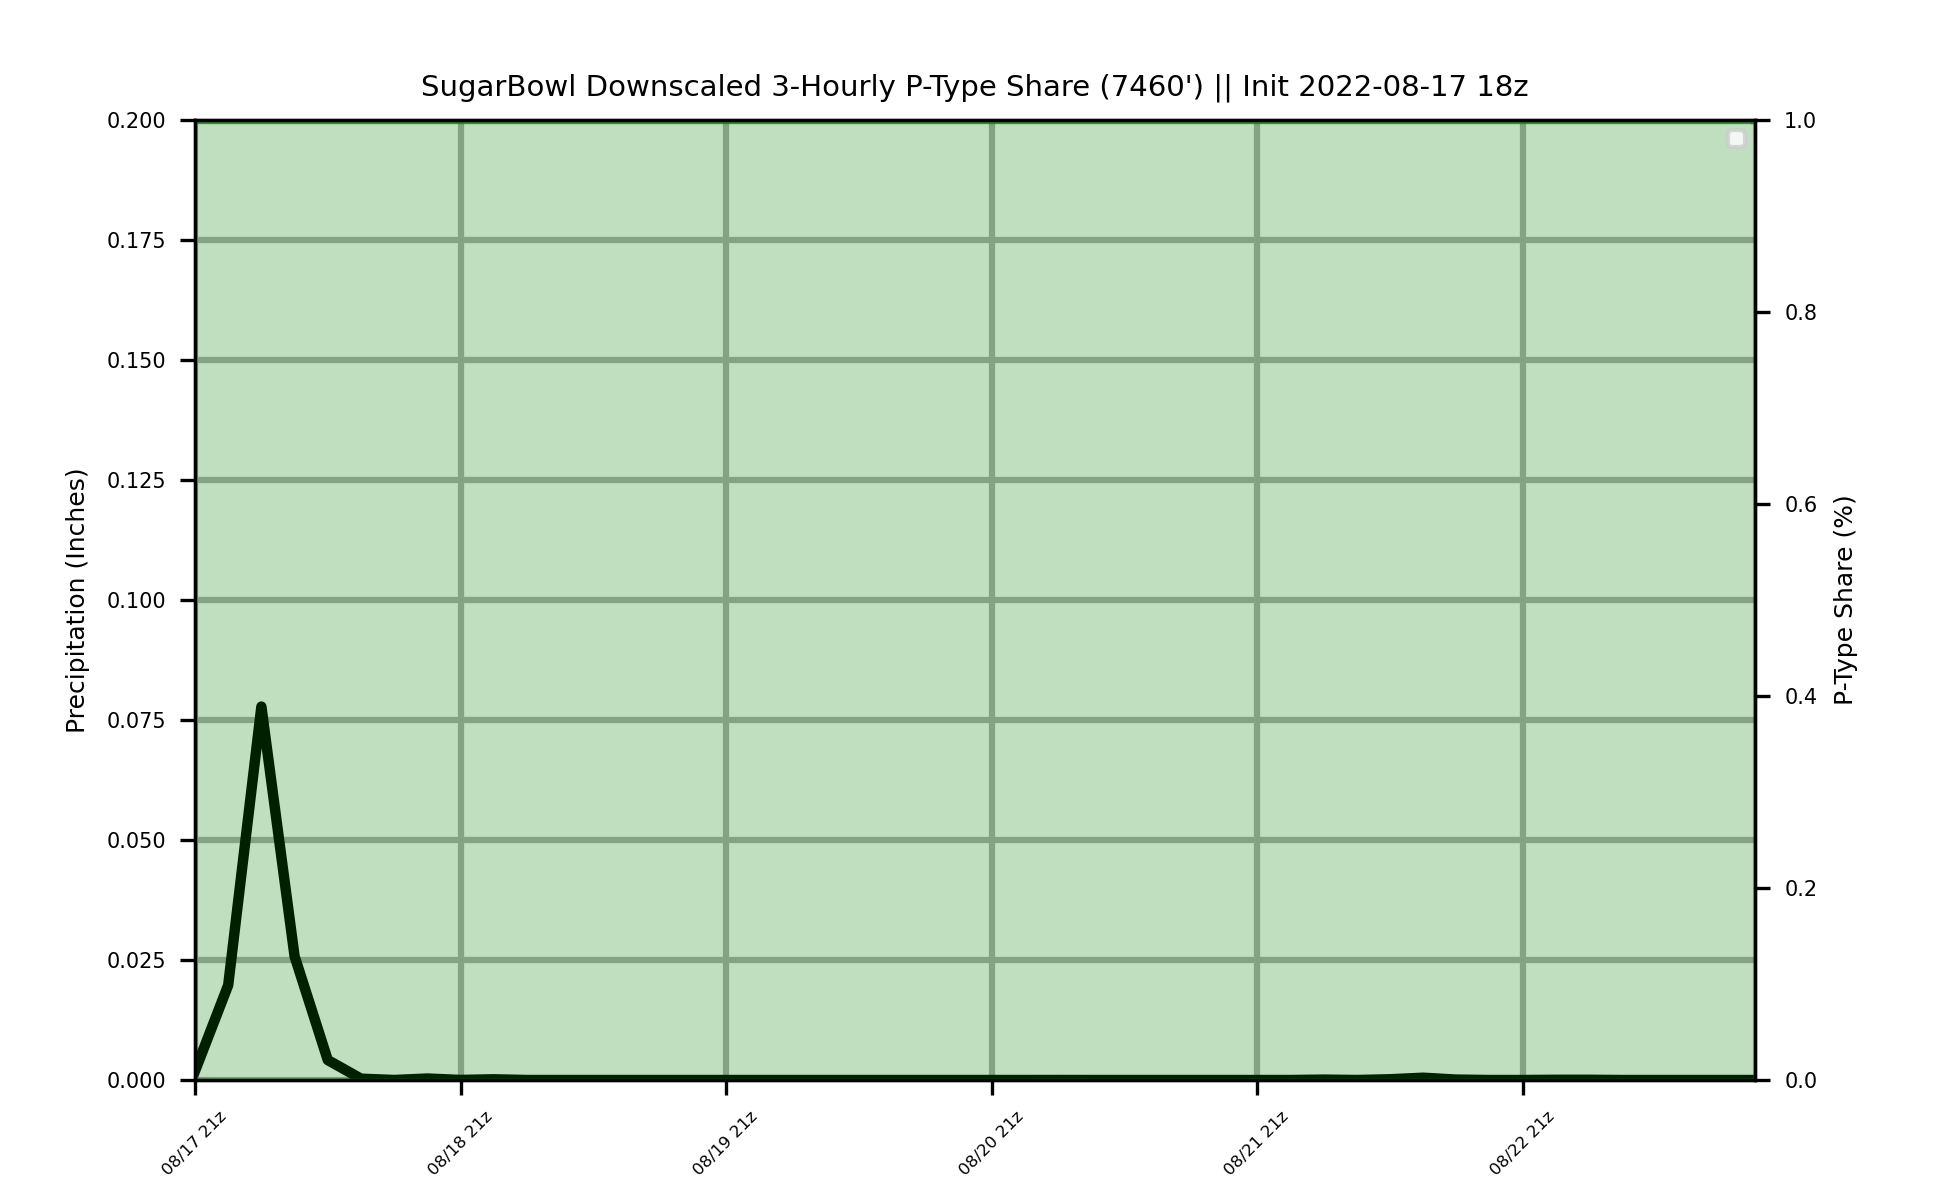 SugarBowl Downscaled 3-Hourly P-Type Share (7460') || Init 2022-08-17 18z
0.200
0.175
0.150
0.125
0.100
0.075
0.050
0.025
0.000
Precipitation (Inches)
1.0
0.8
0.6
0.4
0.2
0.0
P-Type Share (%)
08/17 21z
08/18 21z
08/19 21z
08/20 21z
08/21 21z
08/22 21z